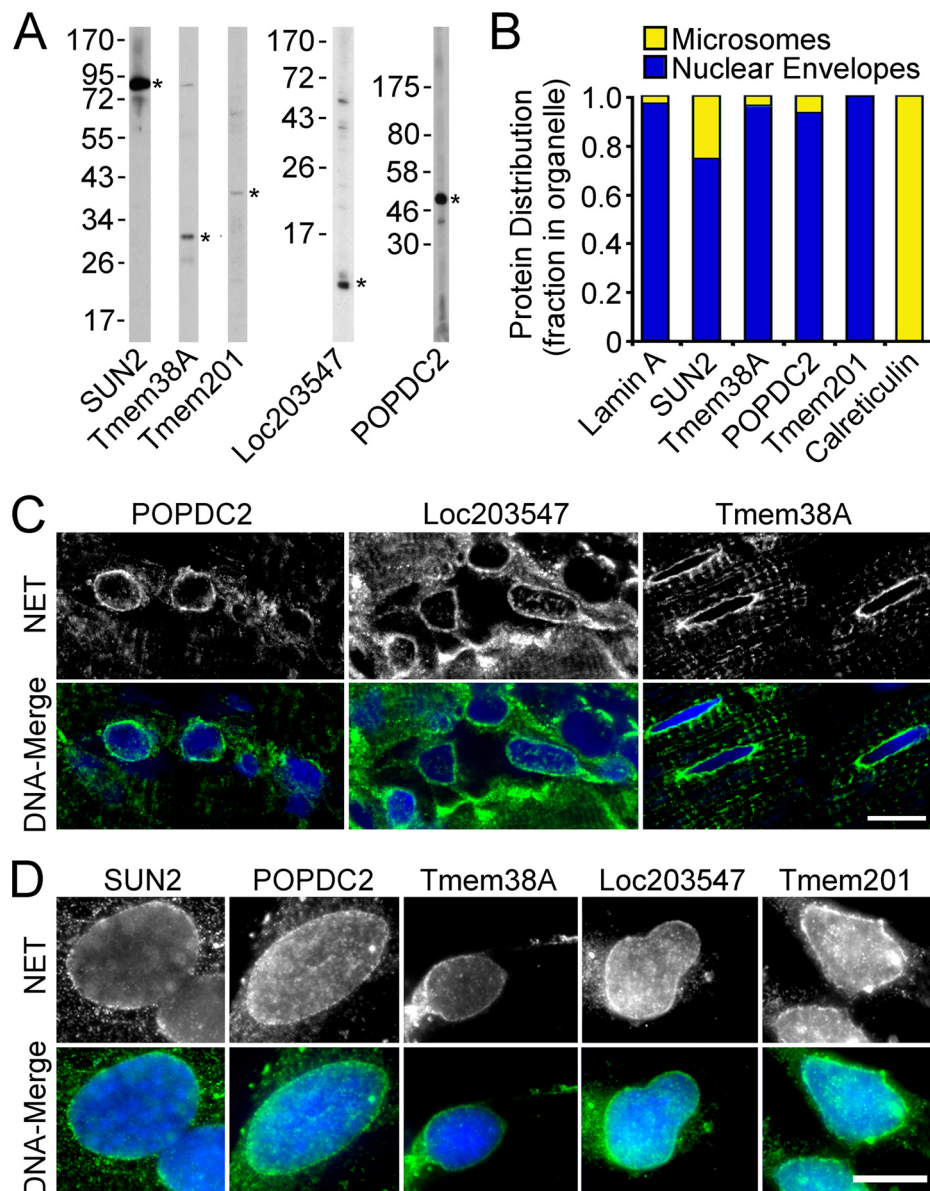 A
170-
95-
72-
55-
43-
34-
26-
17-
*
*
*
SUN2
Tmem38A
Tmem201
170-
72-
43-
26-
17-
*
Loc203547
175-
80-
58-
46-
30-
*
POPDC2
B
Microsomes
Nuclear Envelopes
Protein Distribution
(fraction in organelle)
1.0
0.8
0.6
0.4
0.2
0
Lamin A
SUN2
Tmem38A
POPDC2
Tmem201
Calreticulin
C
POPDC2 Loc203547 Tmem38A
NET
DNA-Merge
D
SUN2 POPDC2 Tmem38A Loc203547 Tmem201
NET
DNA-Merge